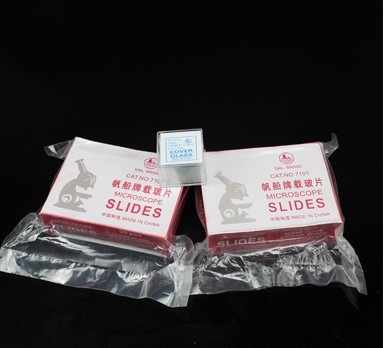 SAIL BRAND
CAT.NO.7101
帆船牌载玻片
MICROSCOPE
SLIDES
中国制造 MADE IN CHINA
SLIDES
COVER
GLASS
SAIL BRAND
CAT.NO.7101
帆船牌载玻片
MICROSCOPE
SLIDES
中国制造 MADE IN CHINA
SLIDES